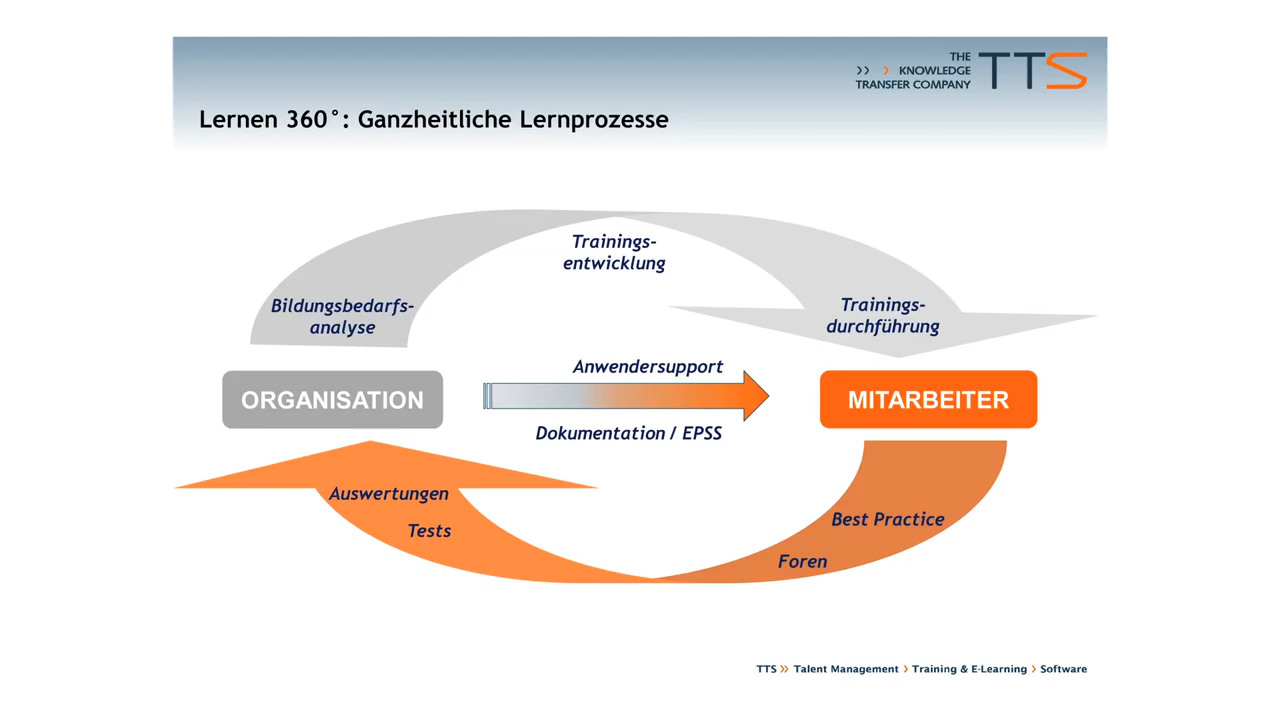 THE
›› › KNOWLEDGE
TRANSFER COMPANY
TTS
Lernen 360°: Ganzheitliche Lernprozesse
Trainings-
entwicklung
Bildungsbedarfs-
analyse
Trainings-
durchführung
Anwendersupport
ORGANISATION
MITARBEITER
Dokumentation / EPSS
Auswertungen
Tests
Best Practice
Foren
TTS ›› Talent Management › Training & E-Learning › Software